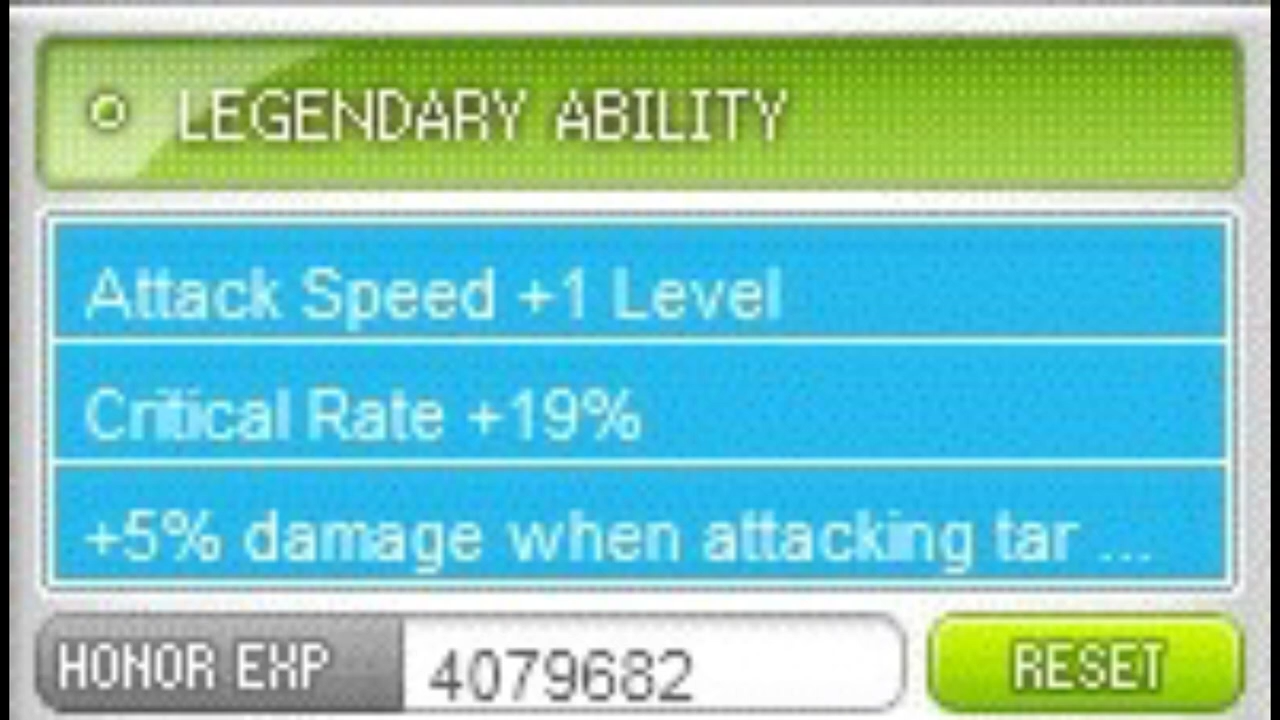 LEGENDARY ABILITY
Attack Speed +1 Level
Critical Rate +19%
+5% damage when attacking tar ...
HONOR EXP 4079682 RESET